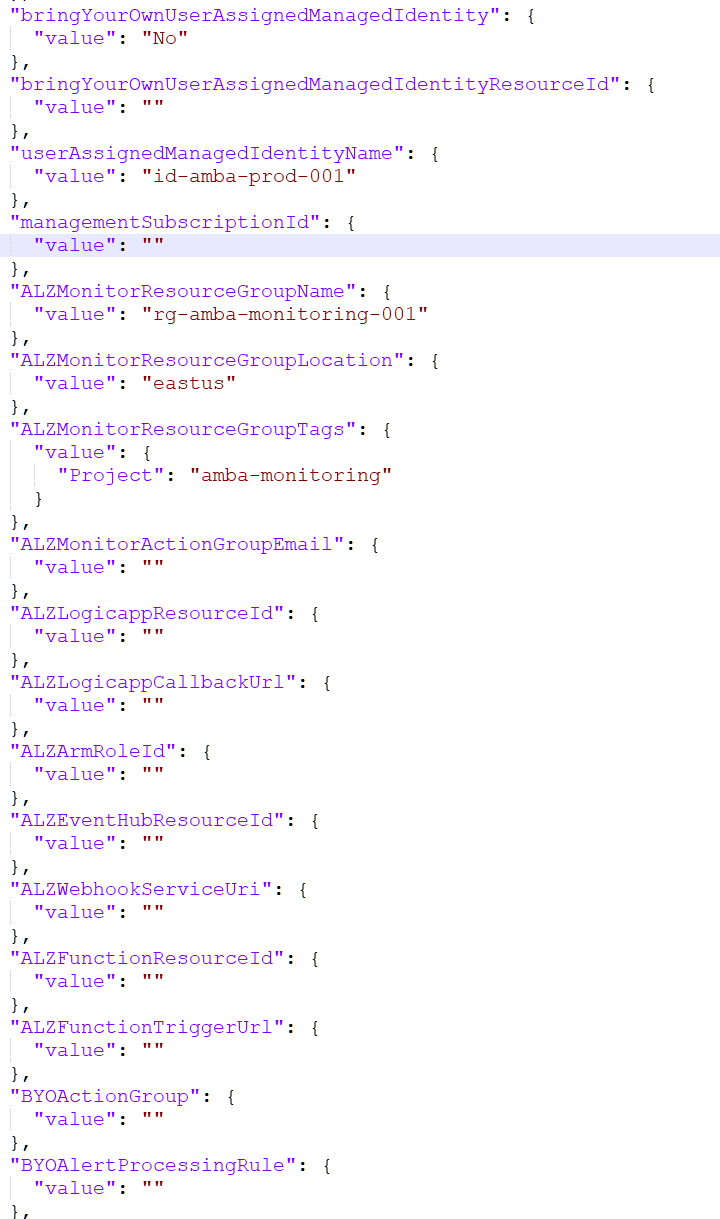 "bringYourOwnUserAssignedManagedIdentity": {
"value": "No"
},
"bringYourOwnUserAssignedManagedIdentityResourceId": {
"value": ""
},
"userAssignedManagedIdentityName": {
"value": "id-amba-prod-001"
},
"managementSubscriptionId": {
"value": ""
},
"ALZMonitorResourceGroupName": {
"value": "rg-amba-monitoring-001"
},
"ALZMonitorResourceGroupLocation": {
"value": "eastus"
},
"ALZMonitorResourceGroupTags": {
"value": {
"Project": "amba-monitoring"
}
},
"ALZMonitorActionGroupEmail": {
"value": ""
},
"ALZLogicappResourceId": {
"value": ""
},
"ALZLogicappCallbackUrl": {
"value": ""
},
"ALZArmRoleId": {
"value": ""
},
"ALZEventHubResourceId": {
"value": ""
},
"ALZWebhookServiceUri": {
"value": ""
},
"ALZFunctionResourceId": {
"value": ""
},
"ALZFunctionTriggerUrl": {
"value": ""
},
"BYOActionGroup": {
"value": ""
},
"BYOAlertProcessingRule": {
"value": ""
},